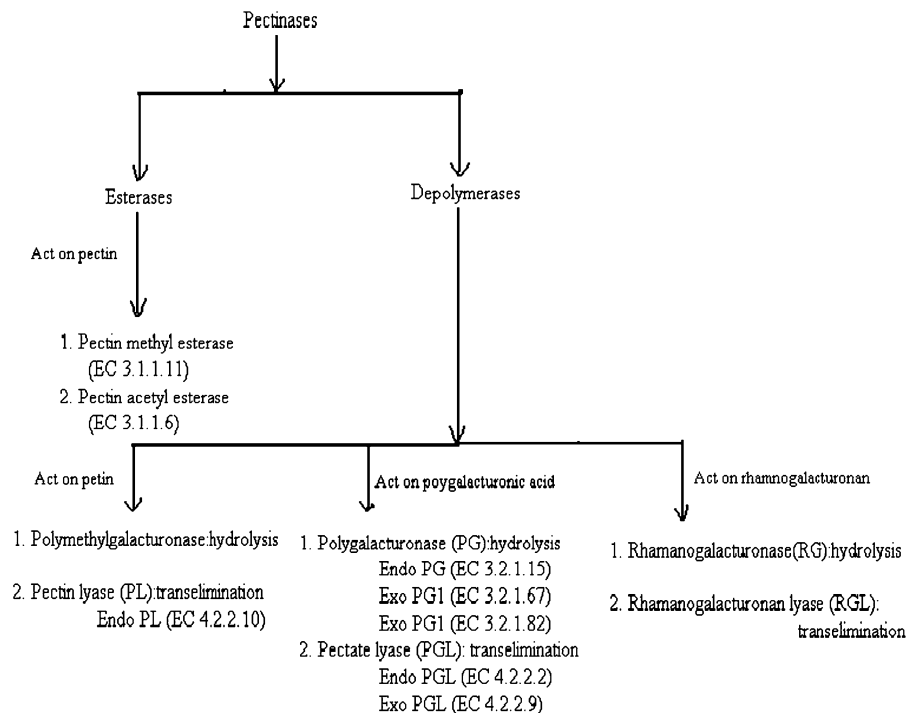 Pectinases
Esterases
Depolymerases
Act on pectin
1. Pectin methyl esterase
(EC 3.1.1.11)
2. Pectin acetyl esterase
(EC 3.1.1.6)
Act on petin
1. Polymethylgalacturonase:hydrolysis
2. Pectin lyase (PL):transelimination
Endo PL (EC 4.2.2.10)
Act on poygalacturonic acid
1. Polygalacturonase (PG):hydrolysis
Endo PG (EC 3.2.1.15)
Exo PG1 (EC 3.2.1.67)
Exo PG1 (EC 3.2.1.82)
2. Pectate lyase (PGL): transelimination
Endo PGL (EC 4.2.2.2)
Exo PGL (EC 4.2.2.9)
Act on rhamnogalacturonan
1. Rhamanogalacturonase(RG):hydrolysis
2. Rhamanogalacturonan lyase (RGL):
transelimination